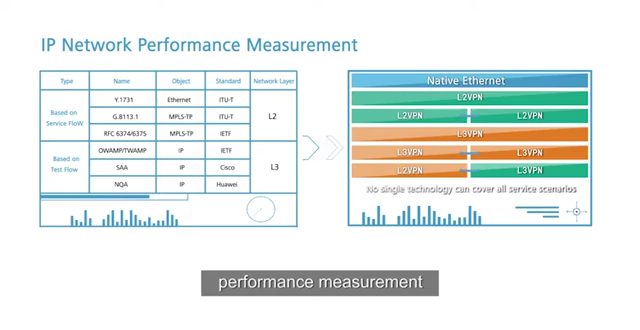 IP Network Performance Measurement
Type Name Object Standard Network Layer
Based on Service FloW
Y.1731 Ethernet ITU-T
G.8113.1 MPLS-TP ITU-T
RFC 6374/6375 MPLS-TP IETF
L2
Based on Test Flow
OWAMP/TWAMP IP IETF
SAA IP Cisco
NQA IP Huawei
L3
Native Ethernet
L2VPN
L2VPN L2VPN
L3VPN
L3VPN L3VPN
L2VPN L3VPN
No single technology can cover all service scenarios
performance measurement